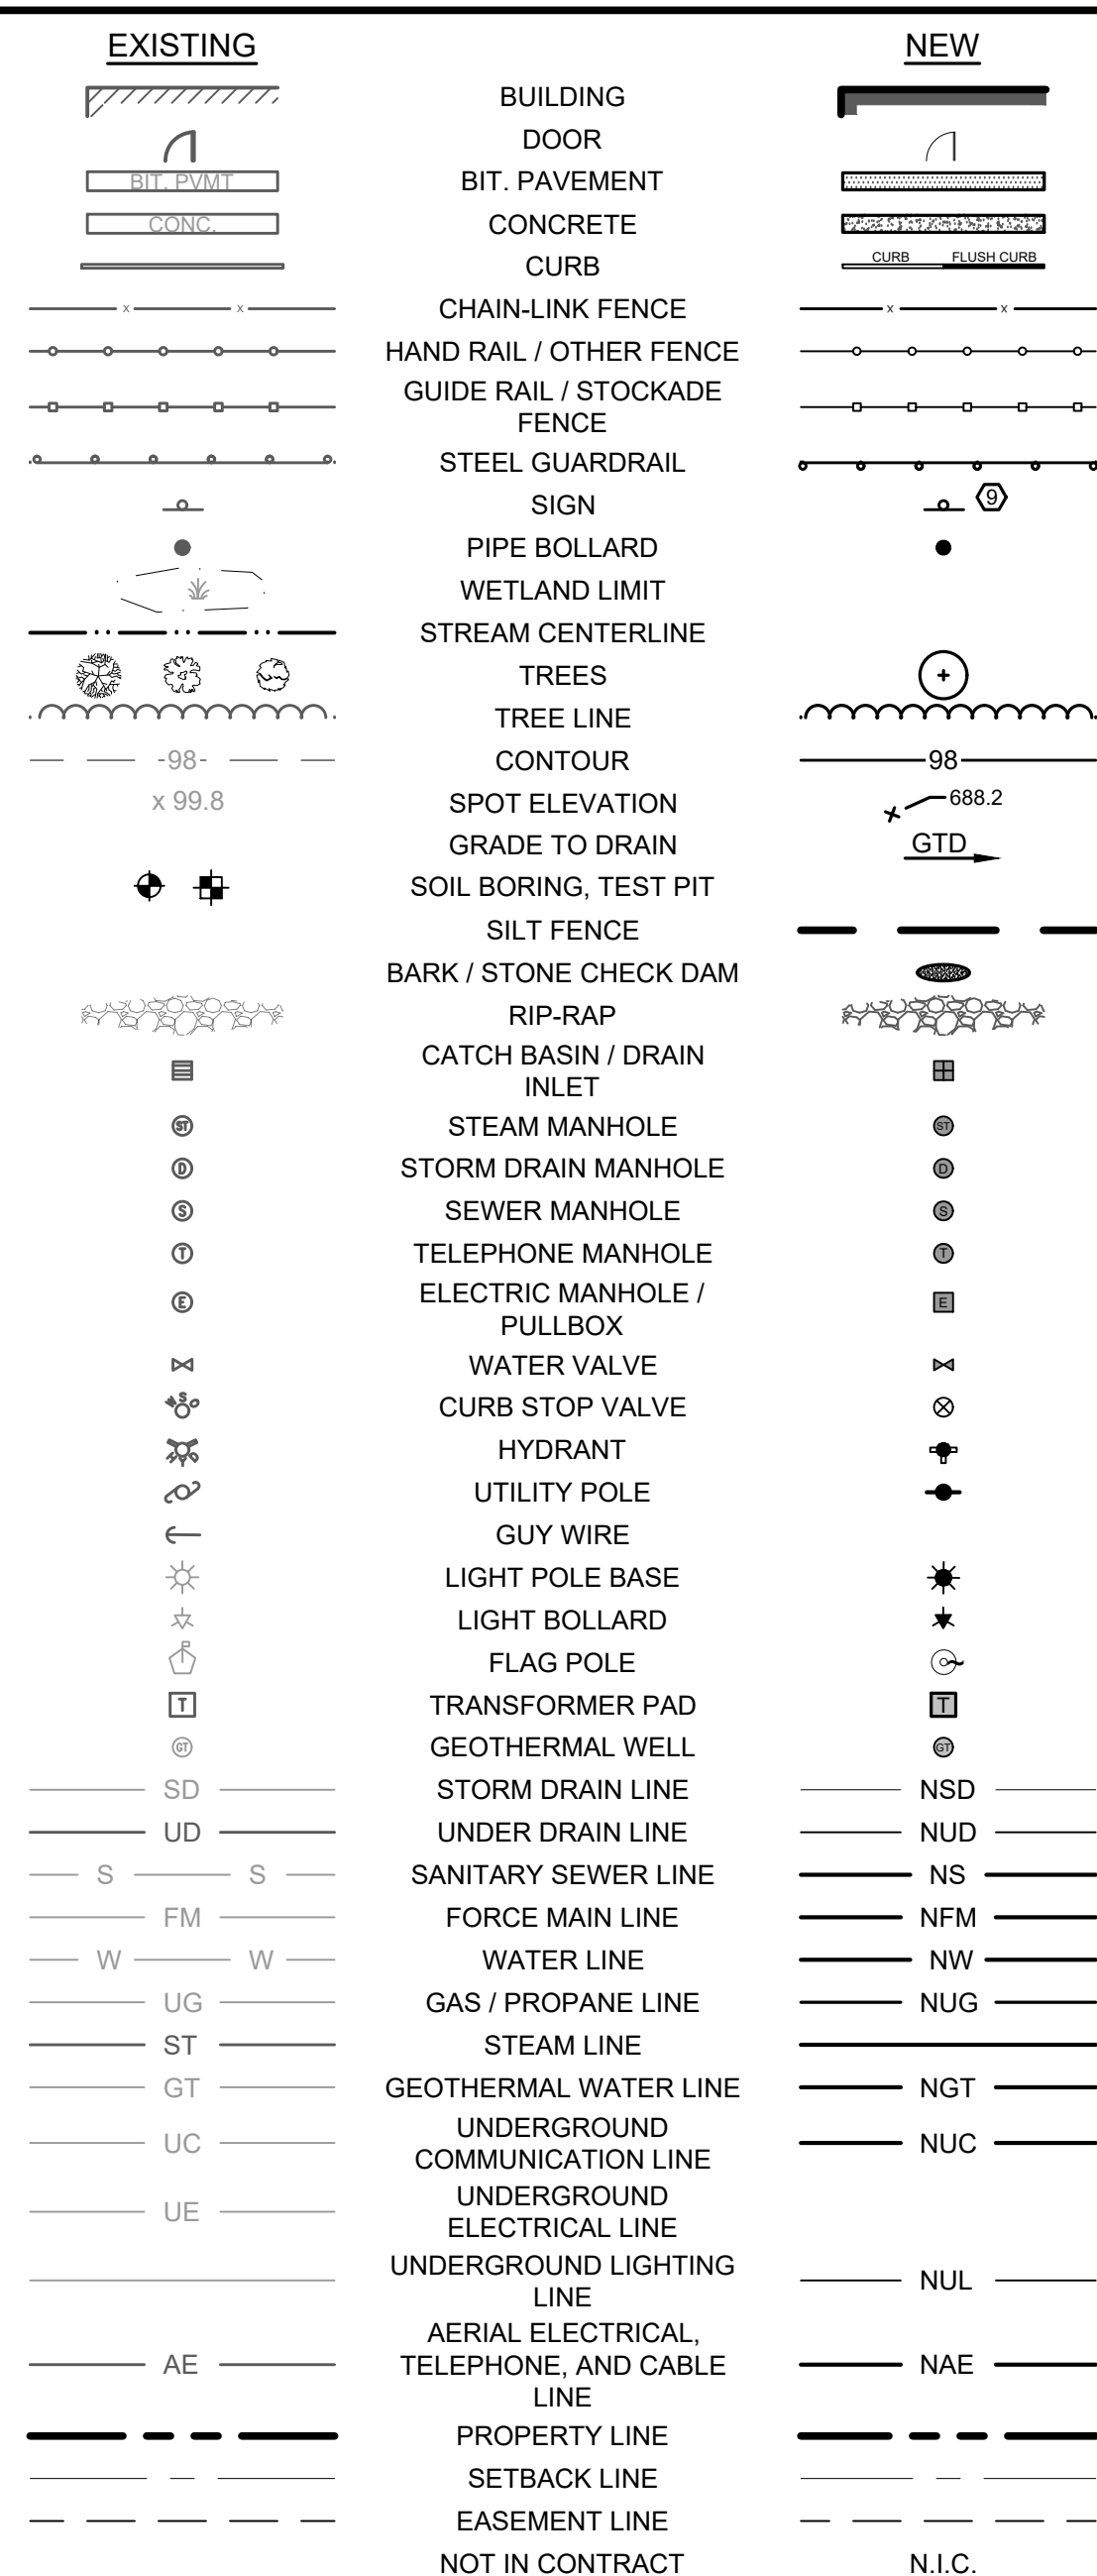 EXISTING NEW
BUILDING
DOOR
BIT. PVMT BIT. PAVEMENT
CONC. CONCRETE
CURB CURB FLUSH CURB
x x CHAIN-LINK FENCE x x
HAND RAIL / OTHER FENCE
GUIDE RAIL / STOCKADE
FENCE
STEEL GUARDRAIL
SIGN 9
PIPE BOLLARD
WETLAND LIMIT
STREAM CENTERLINE
TREES
TREE LINE
98 CONTOUR 98
x 99.8 SPOT ELEVATION x 688.2
GRADE TO DRAIN GTD
SOIL BORING, TEST PIT
SILT FENCE
BARK / STONE CHECK DAM
RIP-RAP
CATCH BASIN / DRAIN
INLET
ST STEAM MANHOLE ST
D STORM DRAIN MANHOLE D
S SEWER MANHOLE S
T TELEPHONE MANHOLE T
E ELECTRIC MANHOLE / E
PULLBOX
WATER VALVE
S CURB STOP VALVE
HYDRANT
UTILITY POLE
GUY WIRE
LIGHT POLE BASE
LIGHT BOLLARD
FLAG POLE
T TRANSFORMER PAD T
GT GEOTHERMAL WELL GT
SD STORM DRAIN LINE NSD
UD UNDER DRAIN LINE NUD
S S SANITARY SEWER LINE NS
FM FORCE MAIN LINE NFM
W W WATER LINE NW
UG GAS / PROPANE LINE NUG
ST STEAM LINE
GT GEOTHERMAL WATER LINE NGT
UC UNDERGROUND NUC
COMMUNICATION LINE
UE UNDERGROUND
ELECTRICAL LINE
UNDERGROUND LIGHTING NUL
LINE
AERIAL ELECTRICAL,
AE TELEPHONE, AND CABLE NAE
LINE
PROPERTY LINE
SETBACK LINE
EASEMENT LINE
NOT IN CONTRACT N.I.C.